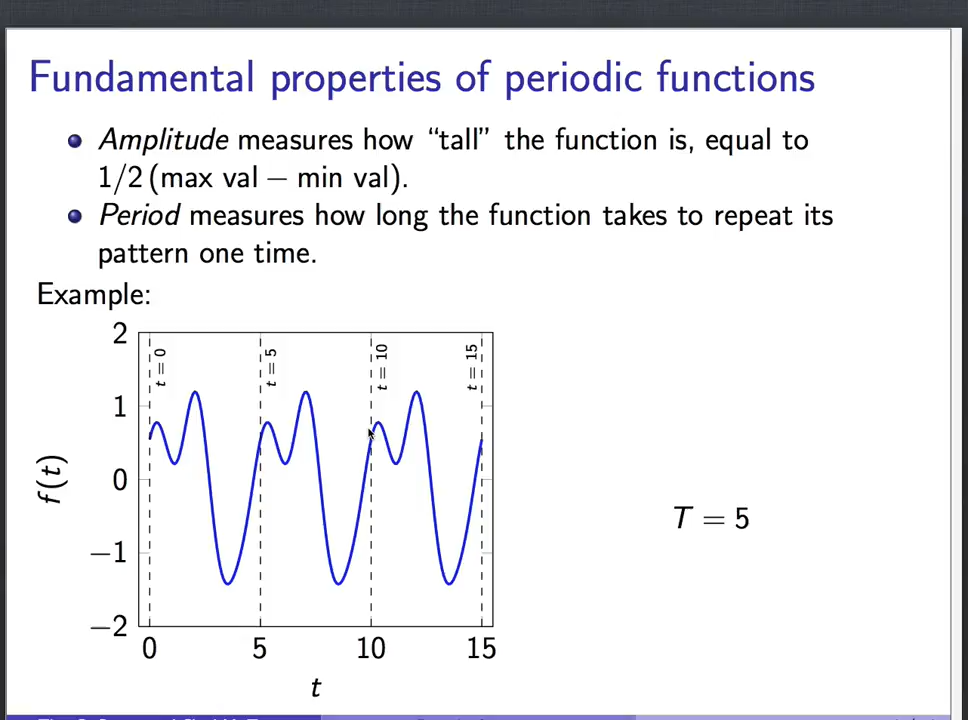 Fundamental properties of periodic functions
Amplitude measures how “tall” the function is, equal to
1/2 (max val − min val).
Period measures how long the function takes to repeat its
pattern one time.
Example:
2
1
0
−1
−2
f(t)
t = 0
t = 5
t = 10
t = 15
0
5
10
15
t
T = 5